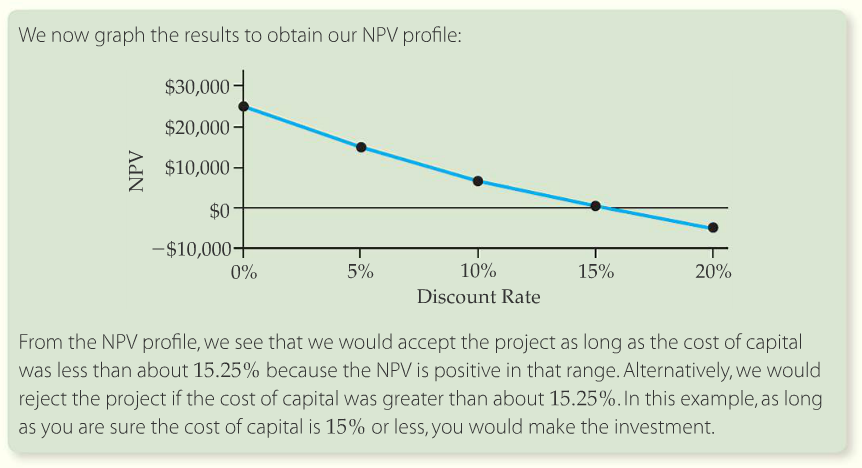 We now graph the results to obtain our NPV profile:
$30,000
$20,000
$10,000
$0
−$10,000
NPV
0% 5% 10% 15% 20%
Discount Rate
From the NPV profile, we see that we would accept the project as long as the cost of capital
was less than about 15.25% because the NPV is positive in that range. Alternatively, we would
reject the project if the cost of capital was greater than about 15.25%. In this example, as long
as you are sure the cost of capital is 15% or less, you would make the investment.